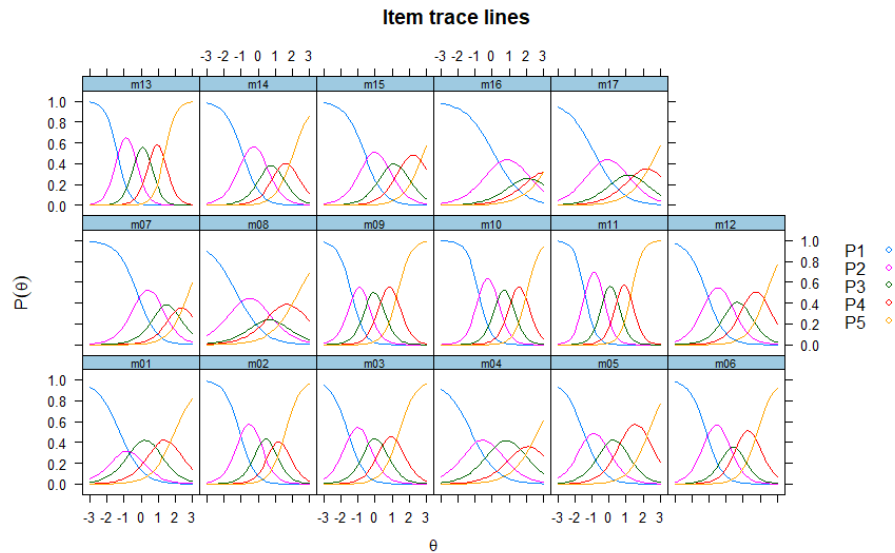 Item trace lines
-3 -2 -1 0 1 2 3 -3 -2 -1 0 1 2 3
m13 m14 m15 m16 m17
1.0
0.8
0.6
0.4
0.2
0.0
m07 m08 m09 m10 m11 m12
1.0
0.8
0.6
0.4
0.2
0.0
m01 m02 m03 m04 m05 m06
1.0
0.8
0.6
0.4
0.2
0.0
-3 -2 -1 0 1 2 3 -3 -2 -1 0 1 2 3 -3 -2 -1 0 1 2 3
P(θ)
θ
P1
P2
P3
P4
P5